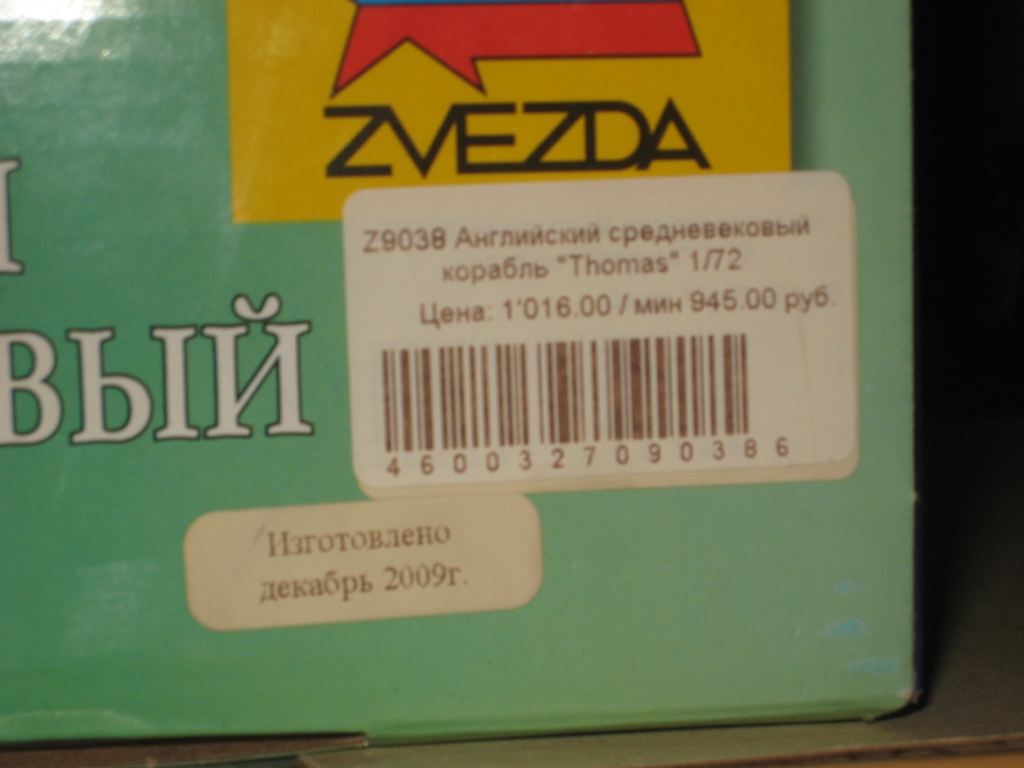 ZVEZDA
Z9038 Английский средневековый
корабль "Thomas" 1/72
Цена: 1'016.00 / мин 945.00 руб.
4600327090386
ВЫЙ
Изготовлено
декабрь 2009г.